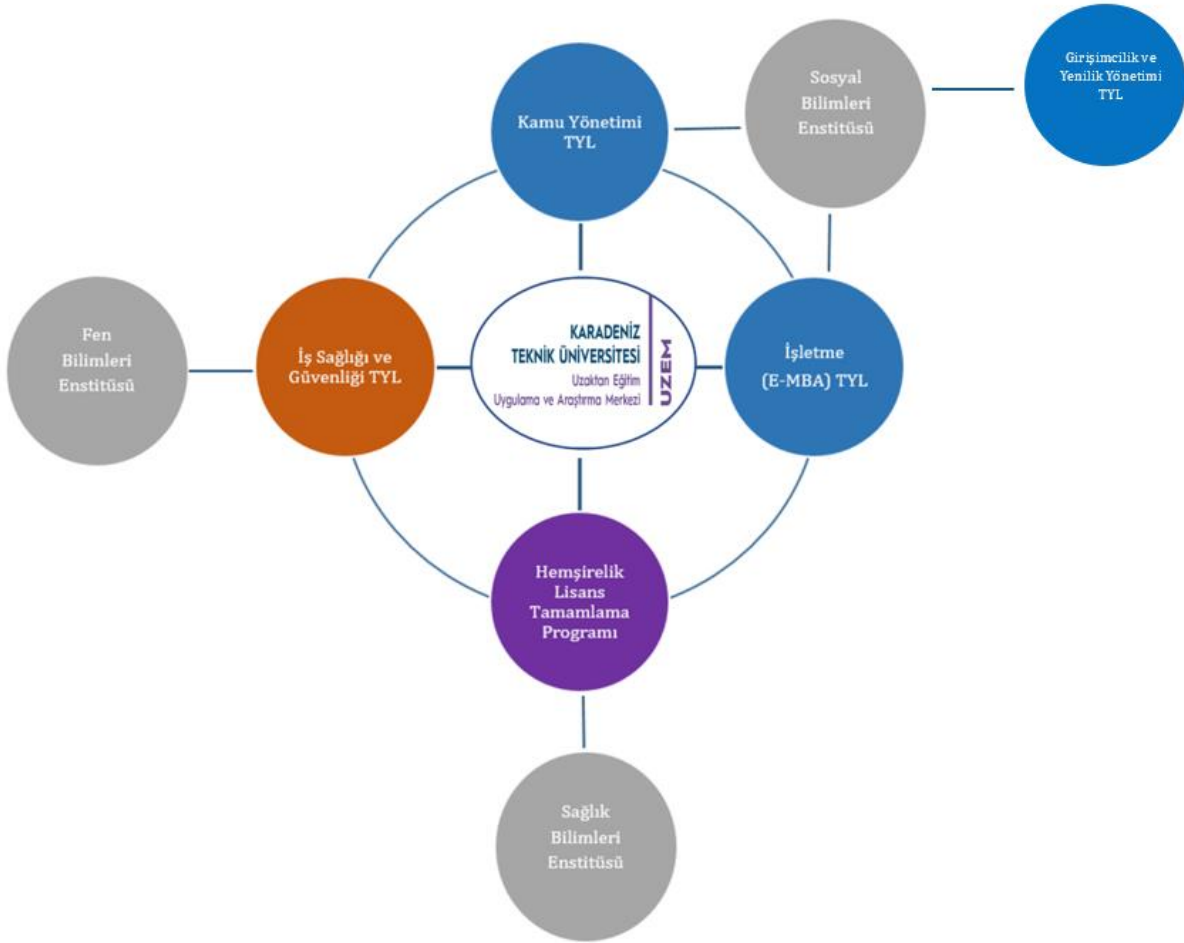 Girişimcilik ve
Yenilik Yönetimi
TYL
Sosyal
Bilimleri
Enstitüsü
Kamu Yönetimi
TYL
Fen
Bilimleri
Enstitüsü
İş Sağlığı ve
Güvenliği TYL
KARADENİZ
TEKNİK ÜNİVERSİTESİ
Uzaktan Eğitim
Uygulama ve Araştırma Merkezi
UZEM
İşletme
(E-MBA) TYL
Hemşirelik
Lisans
Tamamlama
Programı
Sağlık
Bilimleri
Enstitüsü